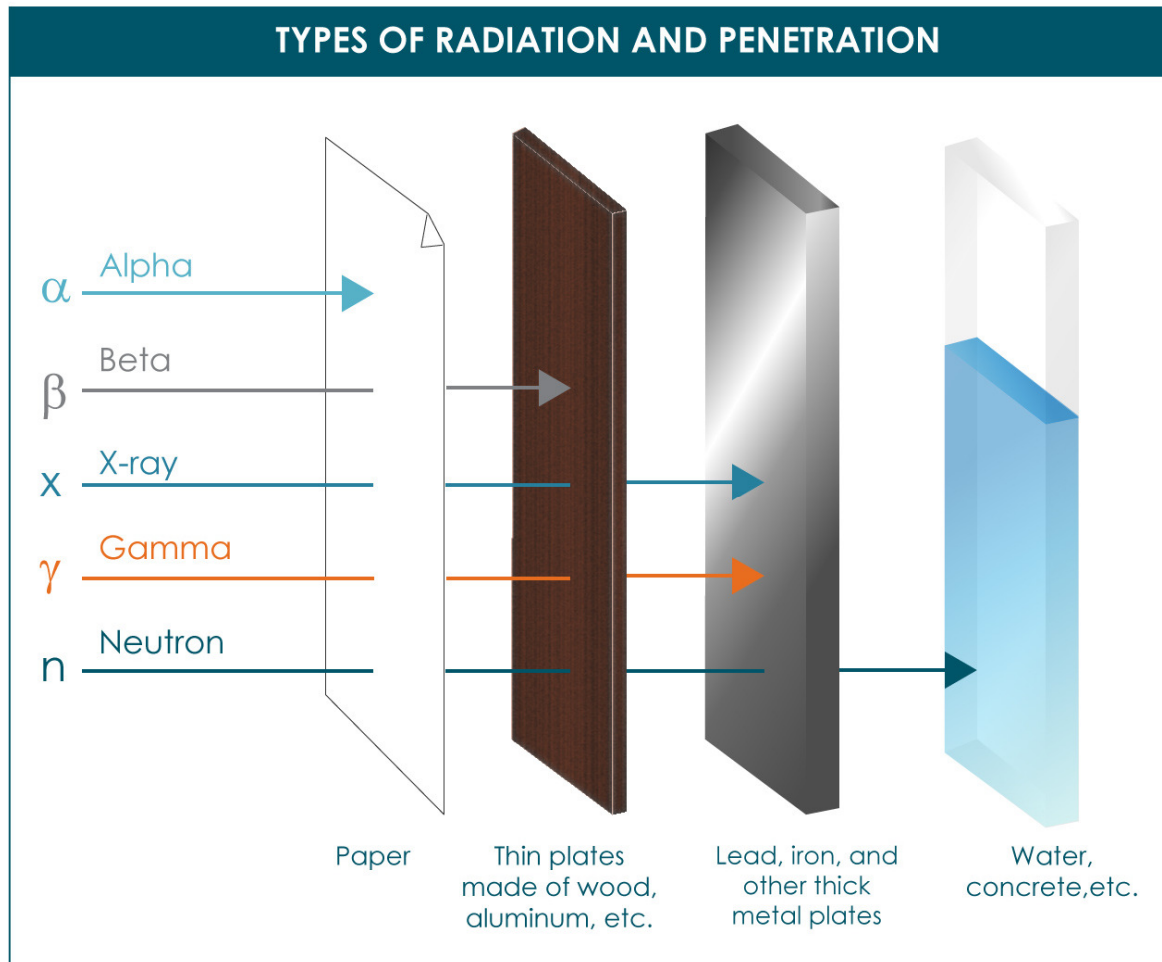 TYPES OF RADIATION AND PENETRATION
α Alpha
β Beta
x X-ray
γ Gamma
n Neutron
Paper
Thin plates
made of wood,
aluminum, etc.
Lead, iron, and
other thick
metal plates
Water,
concrete,etc.